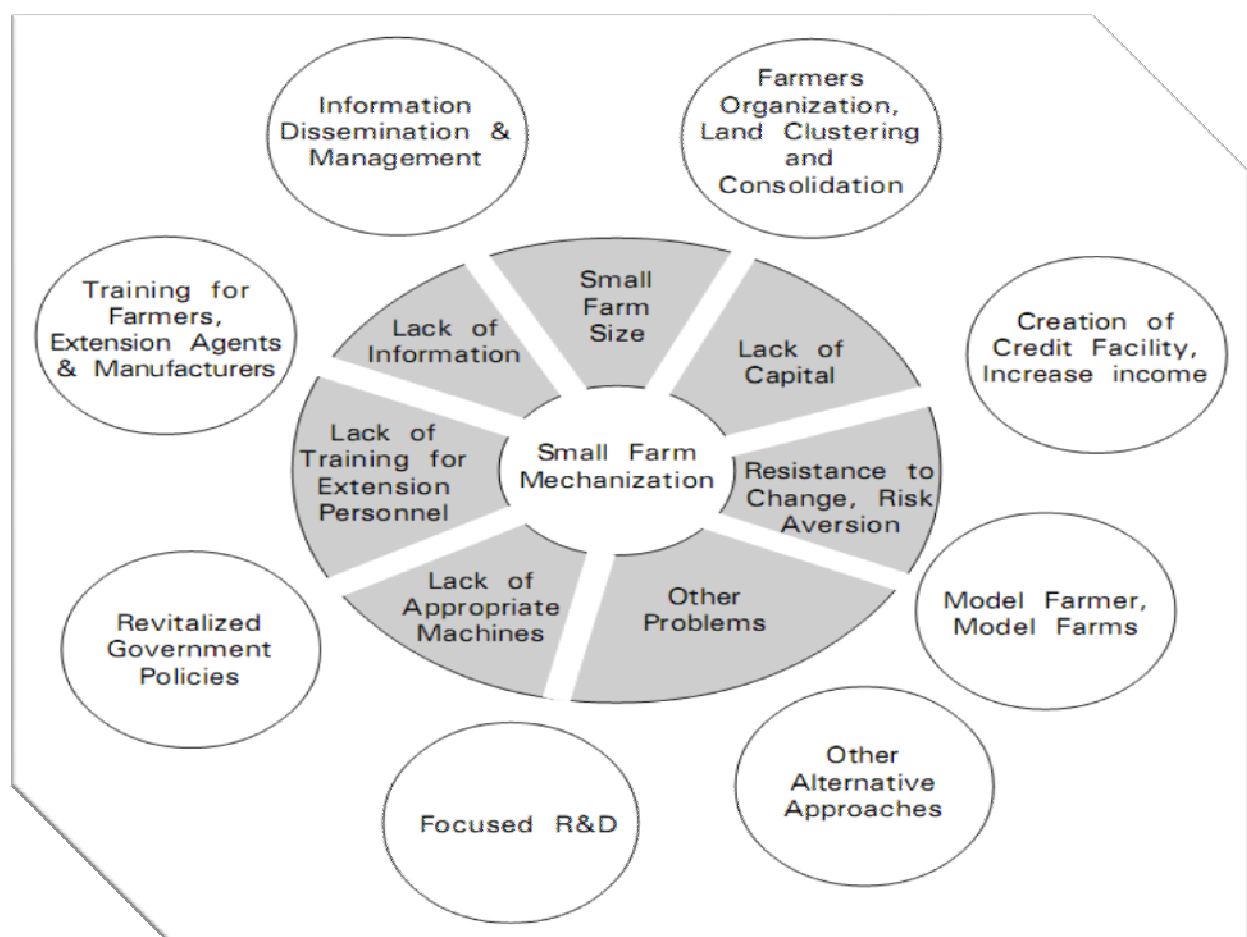 Information
Dissemination &
Management
Farmers
Organization,
Land Clustering
and
Consolidation
Training for
Farmers,
Extension Agents
& Manufacturers
Creation of
Credit Facility,
Increase income
Small
Farm
Size
Lack of
Information
Lack of
Capital
Lack of
Training for
Extension
Personnel
Small Farm
Mechanization
Resistance to
Change, Risk
Aversion
Lack of
Appropriate
Machines
Other
Problems
Revitalized
Government
Policies
Model Farmer,
Model Farms
Focused R&D
Other
Alternative
Approaches